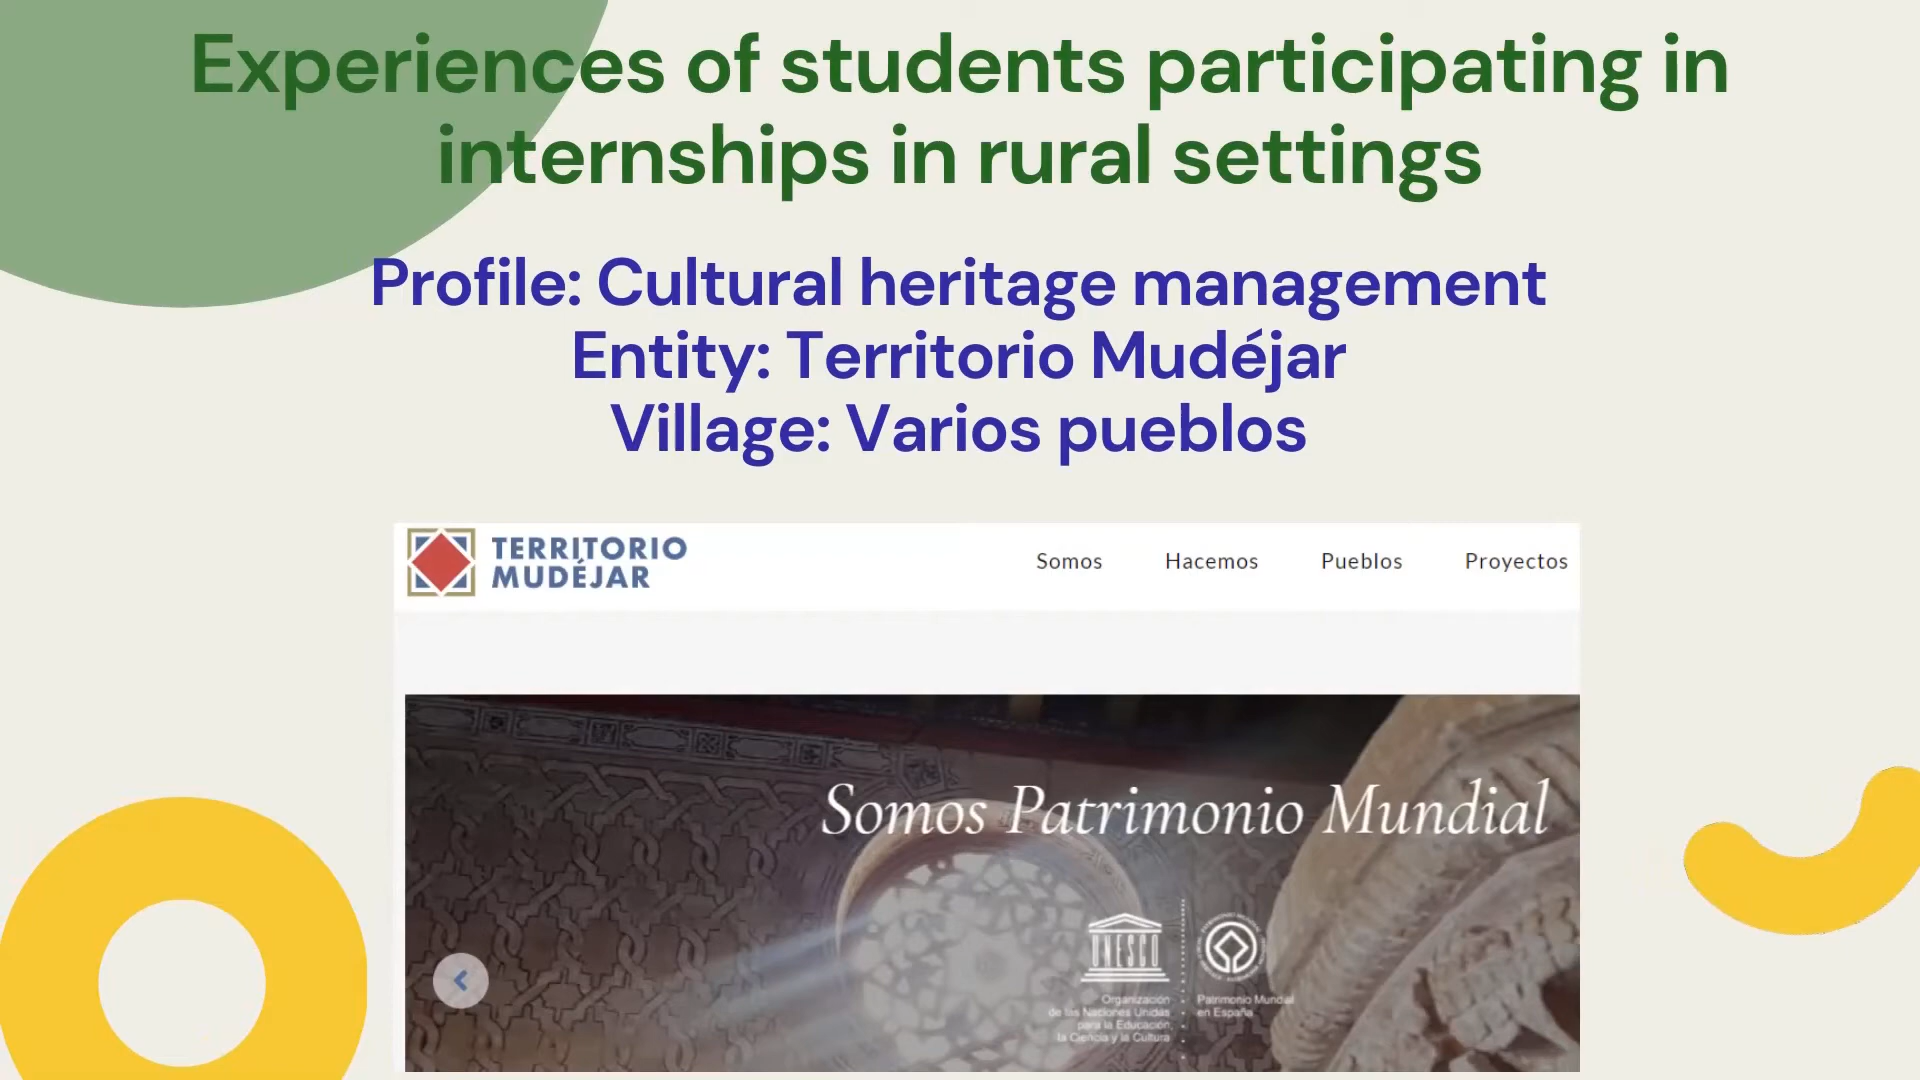 Experiences of students participating in
internships in rural settings
Profile: Cultural heritage management
Entity: Territorio Mudéjar
Village: Varios pueblos
TERRITORIO
MUDÉJAR
Somos Hacemos Pueblos Proyectos
Somos Patrimonio Mundial
UNESCO
Organización
de las Naciones Unidas
para la Educación,
la Ciencia y la Cultura
Patrimonio Mundial
en España